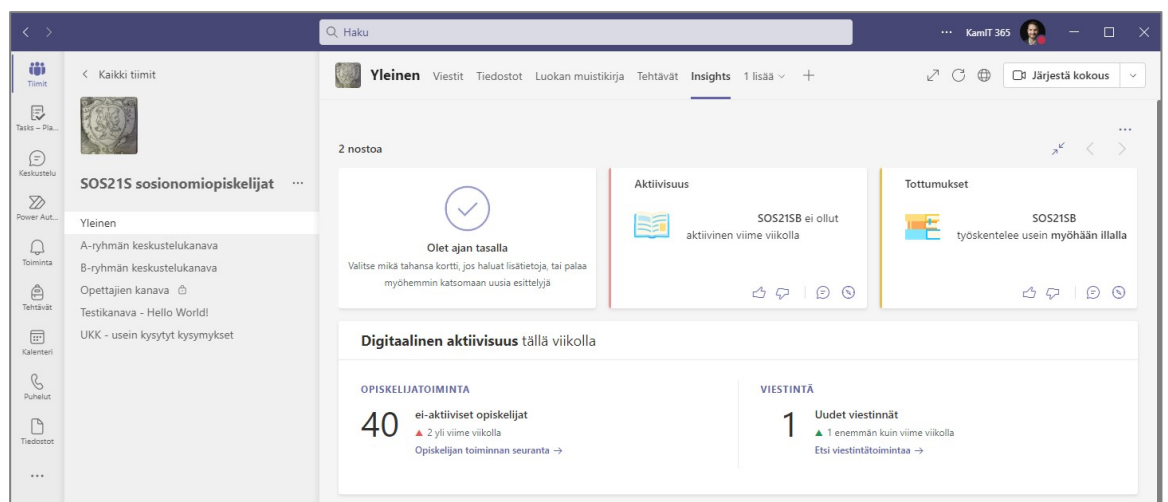 Haku
KamIT 365
Tiimit
Tasks – Pla...
Keskustelu
Power Aut...
Toiminta
Tehtävät
Kalenteri
Puhelut
Tiedostot
Kaikki tiimit
SOS21S sosionomiopiskelijat
Yleinen
A-ryhmän keskustelukanava
B-ryhmän keskustelukanava
Opettajien kanava
Testikanava - Hello World!
UKK - usein kysytyt kysymykset
Yleinen Viestit Tiedostot Luokan muistikirja Tehtävät Insights 1 lisää
Järjestä kokous
2 nostoa
Olet ajan tasalla
Valitse mikä tahansa kortti, jos haluat lisätietoja, tai palaa
myöhemmin katsomaan uusia esittelyjä
Aktiivisuus
SOS21SB ei ollut
aktiivinen viime viikolla
Tottumukset
SOS21SB
työskentelee usein myöhään illalla
Digitaalinen aktiivisuus tällä viikolla
OPISKELIJATOIMINTA
40 ei-aktiiviset opiskelijat
2 yli viime viikolla
Opiskelijan toiminnan seuranta →
VIESTINTÄ
1 Uudet viestinnät
1 enemmän kuin viime viikolla
Etsi viestintätoimintaa →